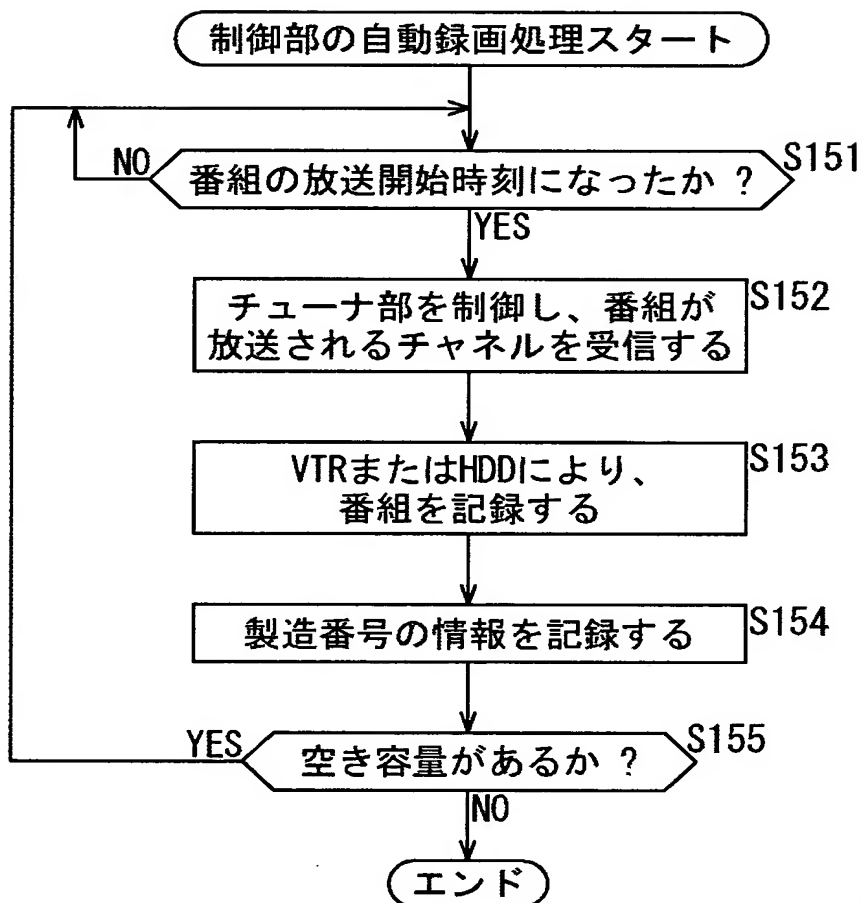 制御部の自動録画処理スタート
番組の放送開始時刻になったか ?
S151
NO
YES
チューナ部を制御し、番組が
放送されるチャネルを受信する
S152
VTRまたはHDDにより、
番組を記録する
S153
製造番号の情報を記録する
S154
空き容量があるか ?
S155
YES
NO
エンド